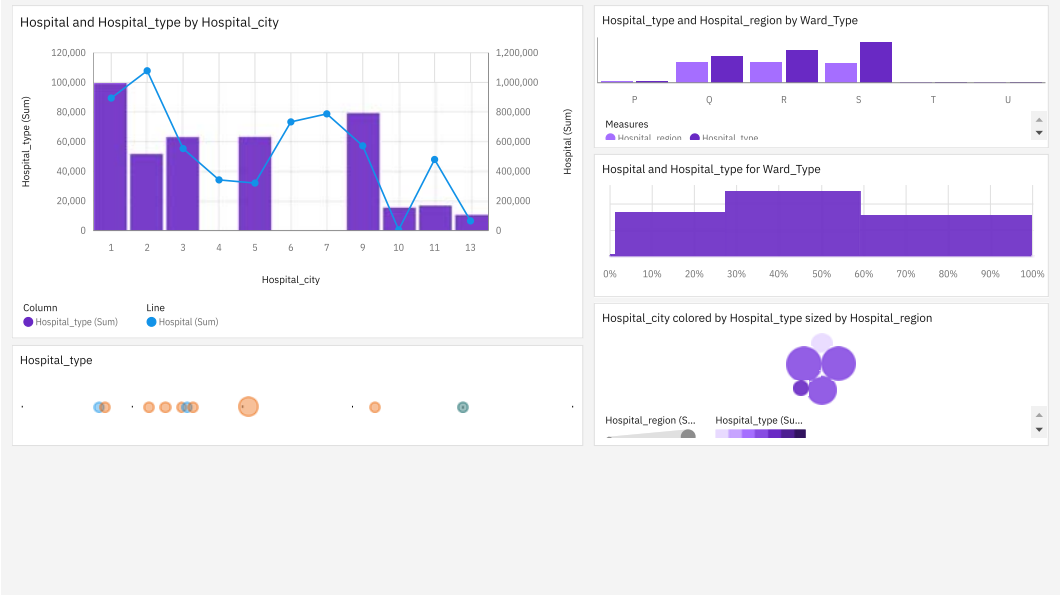 Hospital and Hospital_type by Hospital_city
120,000
100,000
80,000
60,000
40,000
20,000
0
1,200,000
1,000,000
800,000
600,000
400,000
200,000
0
Hospital_type (Sum)
Hospital (Sum)
1 2 3 4 5 6 7 9 10 11 13
Hospital_city
Column Line
Hospital_type (Sum) Hospital (Sum)
Hospital_type
Hospital_type and Hospital_region by Ward_Type
P Q R S T U
Measures
Hospital_region Hospital_type
Hospital and Hospital_type for Ward_Type
0% 10% 20% 30% 40% 50% 60% 70% 80% 90% 100%
Hospital_city colored by Hospital_type sized by Hospital_region
Hospital_region (S... Hospital_type (Su...